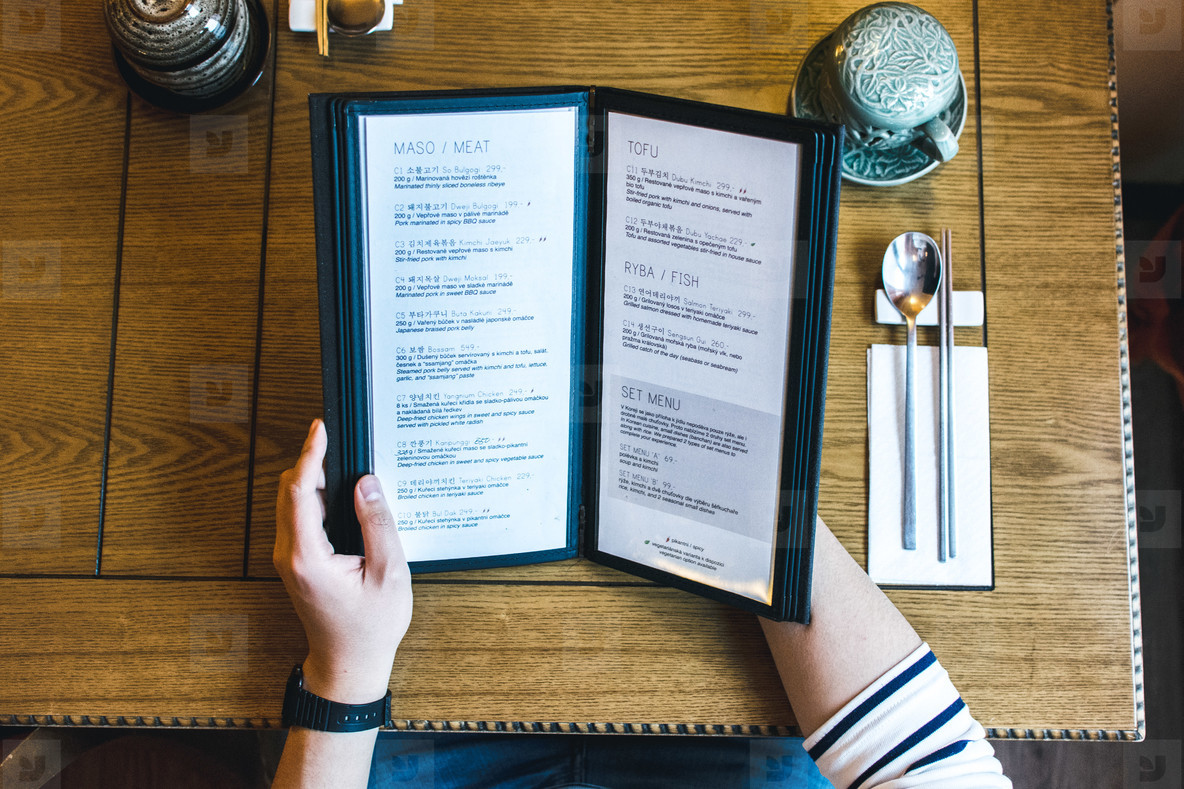 MASO / MEAT
C1 소불고기 So Bulgogi 299.-
200 g / Marinovaná hovězí roštěnka
Marinated thinly sliced boneless ribeye
C2 돼지불고기 Dweji Bulgogi 199.-
200 g / Vepřové maso v pálivé marinádě
Pork marinated in spicy BBQ sauce
C3 김치제육볶음 Kimchi Jaeyuk 229.-
200 g / Restované vepřové maso s kimchi
Stir-fried pork with kimchi
C4 돼지목살 Dweji Moksal 199.-
200 g / Vepřové maso ve sladké marinádě
Marinated pork in sweet BBQ sauce
C5 부타가꾸니 Buta Kakuni 249.-
250 g / Vařený bůček v nasládlé japonské omáčce
Japanese braised pork belly
C6 보쌈 Bossam 549.-
300 g / Dušený bůček servírovaný s kimchi a tofu, salát,
česnek a "ssamjang" omáčka
Steamed pork belly served with kimchi and tofu, lettuce,
garlic, and "ssamjang" paste
C7 양념치킨 Yangnium Chicken 249.-
8 ks / Smažená kuřecí křídla se sladko-pálivou omáčkou
a nakládaná bílá ředkev
Deep-fried chicken wings in sweet and spicy sauce
served with pickled white radish
C8 깐풍기 Kanpunggi
g / Smažené kuřecí maso se sladko-pikantní
zeleninovou omáčkou
Deep-fried chicken in sweet and spicy vegetable sauce
C9 데리야끼치킨 Teriyaki Chicken 229.-
250 g / Kuřecí stehýnka v teriyaki omáčce
Broiled chicken in teriyaki sauce
C10 불닭 Bul Dak 249.-
250 g / Kuřecí stehýnka v pikantní omáčce
Broiled chicken in spicy sauce
TOFU
C11 두부김치 Dubu Kimchi 299.-
350 g / Restované vepřové maso s kimchi a vařeným
bio tofu
Stir-fried pork with kimchi and onions, served with
boiled organic tofu
C12 두부야채볶음 Dubu Yachae 229.-
200 g / Restovaná zelenina s opečeným tofu
Tofu and assorted vegetables stir-fried in house sauce
RYBA / FISH
C13 연어데리야끼 Salmon Teriyaki 299.-
200 g / Grilovaný losos v teriyaki omáčce
Grilled salmon dressed with homemade teriyaki sauce
C14 생선구이 Sengsun Gui 260.-
200 g / Grilovaná mořská ryba (mořský vlk, nebo
pražma královská)
Grilled catch of the day (seabass or seabream)
SET MENU
V Koreji se jako příloha k jídlu nepodává pouze rýže, ale i
drobné malé chuťovky. Proto nabízíme 2 druhy set menu.
In Korean cuisine, small dishes (banchan) are also served
along with rice. We prepared 2 types of set menus to
complete your experience.
SET MENU 'A' 69.-
polévka a kimchi
soup and kimchi
SET MENU 'B' 99.-
rýže, kimchi a dvě chuťovky dle výběru šéfkuchaře
rice, kimchi, and 2 seasonal small dishes
pikantní / spicy
vegetariánská varianta k dispozici
vegetarian option available